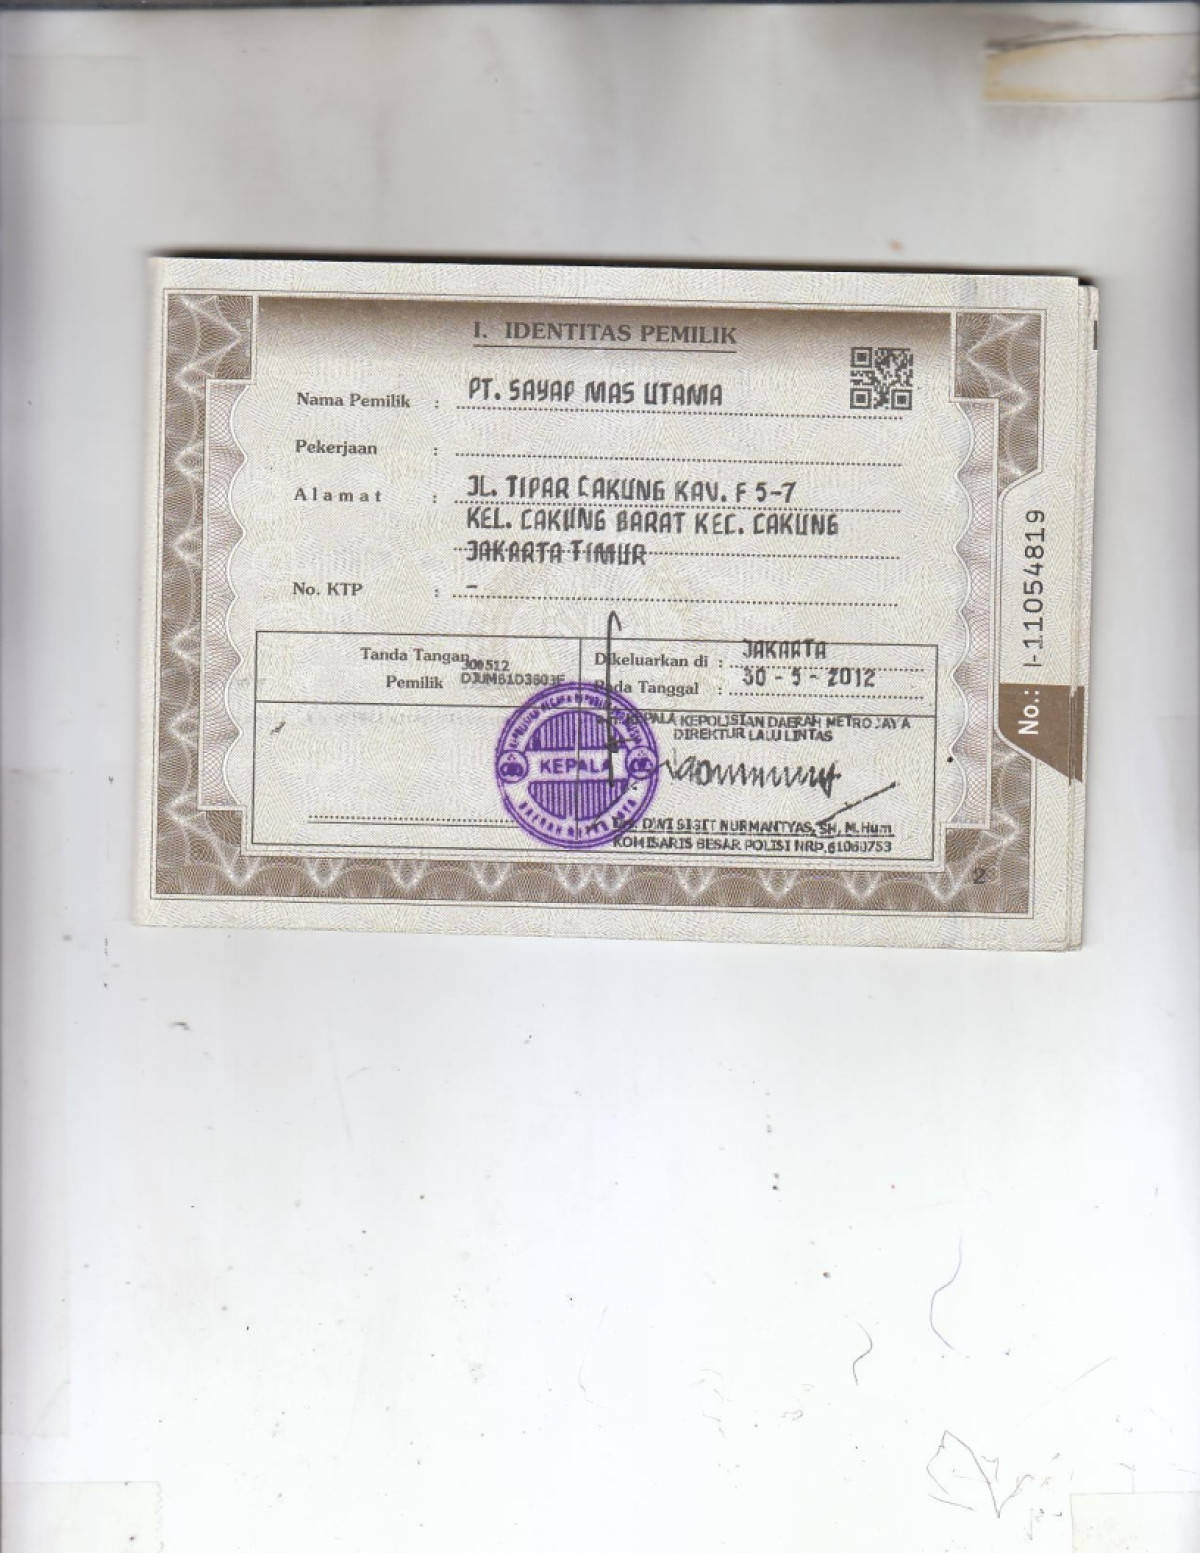 I. IDENTITAS PEMILIK
Nama Pemilik : PT. SAYAP MAS UTAMA
Pekerjaan :
Alamat : JL. TIPAR CAKUNG KAV. F 5-7
KEL. CAKUNG BARAT KEC. CAKUNG
JAKARTA TIMUR
No. KTP : -
Tanda Tangan
Pemilik
300512
Dikeluarkan di : JAKARTA
Pada Tanggal : 30 - 5 - 2012
KEPALA KEPOLISIAN DAERAH METRO JAYA
DIREKTUR LALU LINTAS
KEPALA
DWI SIGIT NURMANTYAS, SH, M.Hum
KOMISARIS BESAR POLISI NRP.
2
No.: I-11054819